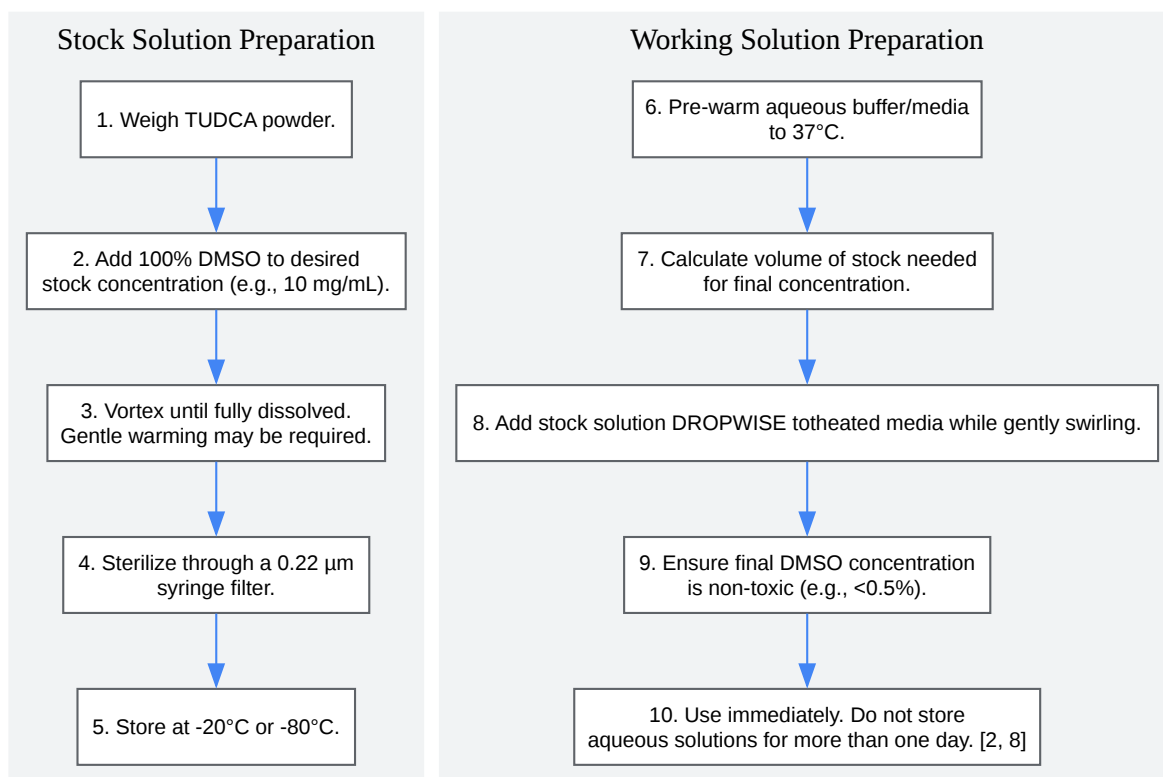 Stock Solution Preparation
1. Weigh TUDCA powder.
2. Add 100% DMSO to desired
stock concentration (e.g., 10 mg/mL).
3. Vortex until fully dissolved.
Gentle warming may be required.
4. Sterilize through a 0.22 µm
syringe filter.
5. Store at -20°C or -80°C.
Working Solution Preparation
6. Pre-warm aqueous buffer/media
to 37°C.
7. Calculate volume of stock needed
for final concentration.
8. Add stock solution DROPWISE totheated media while gently swirling.
9. Ensure final DMSO concentration
is non-toxic (e.g., <0.5%).
10. Use immediately. Do not store
aqueous solutions for more than one day. [2, 8]